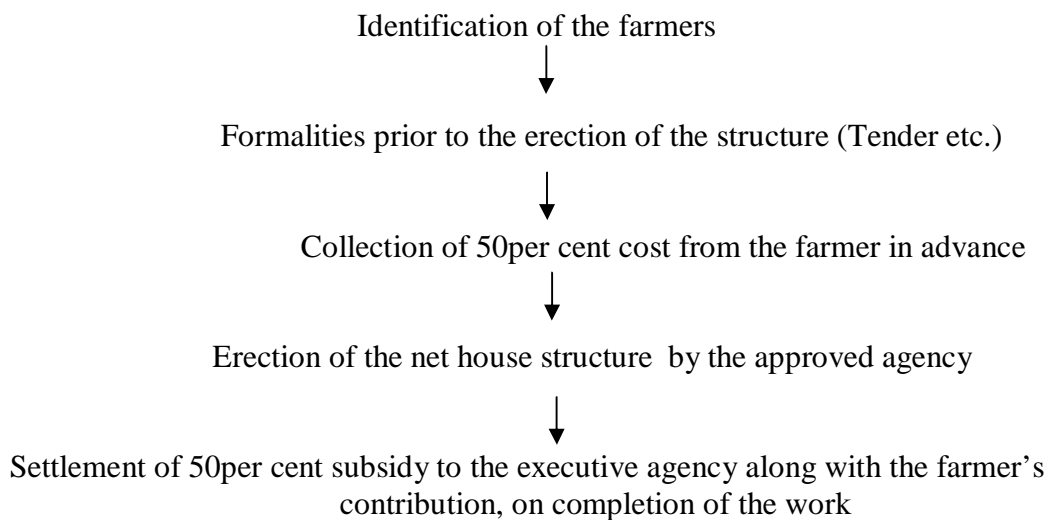 Identification of the farmers
Formalities prior to the erection of the structure (Tender etc.)
Collection of 50per cent cost from the farmer in advance
Erection of the net house structure by the approved agency
Settlement of 50per cent subsidy to the executive agency along with the farmer’s
contribution, on completion of the work